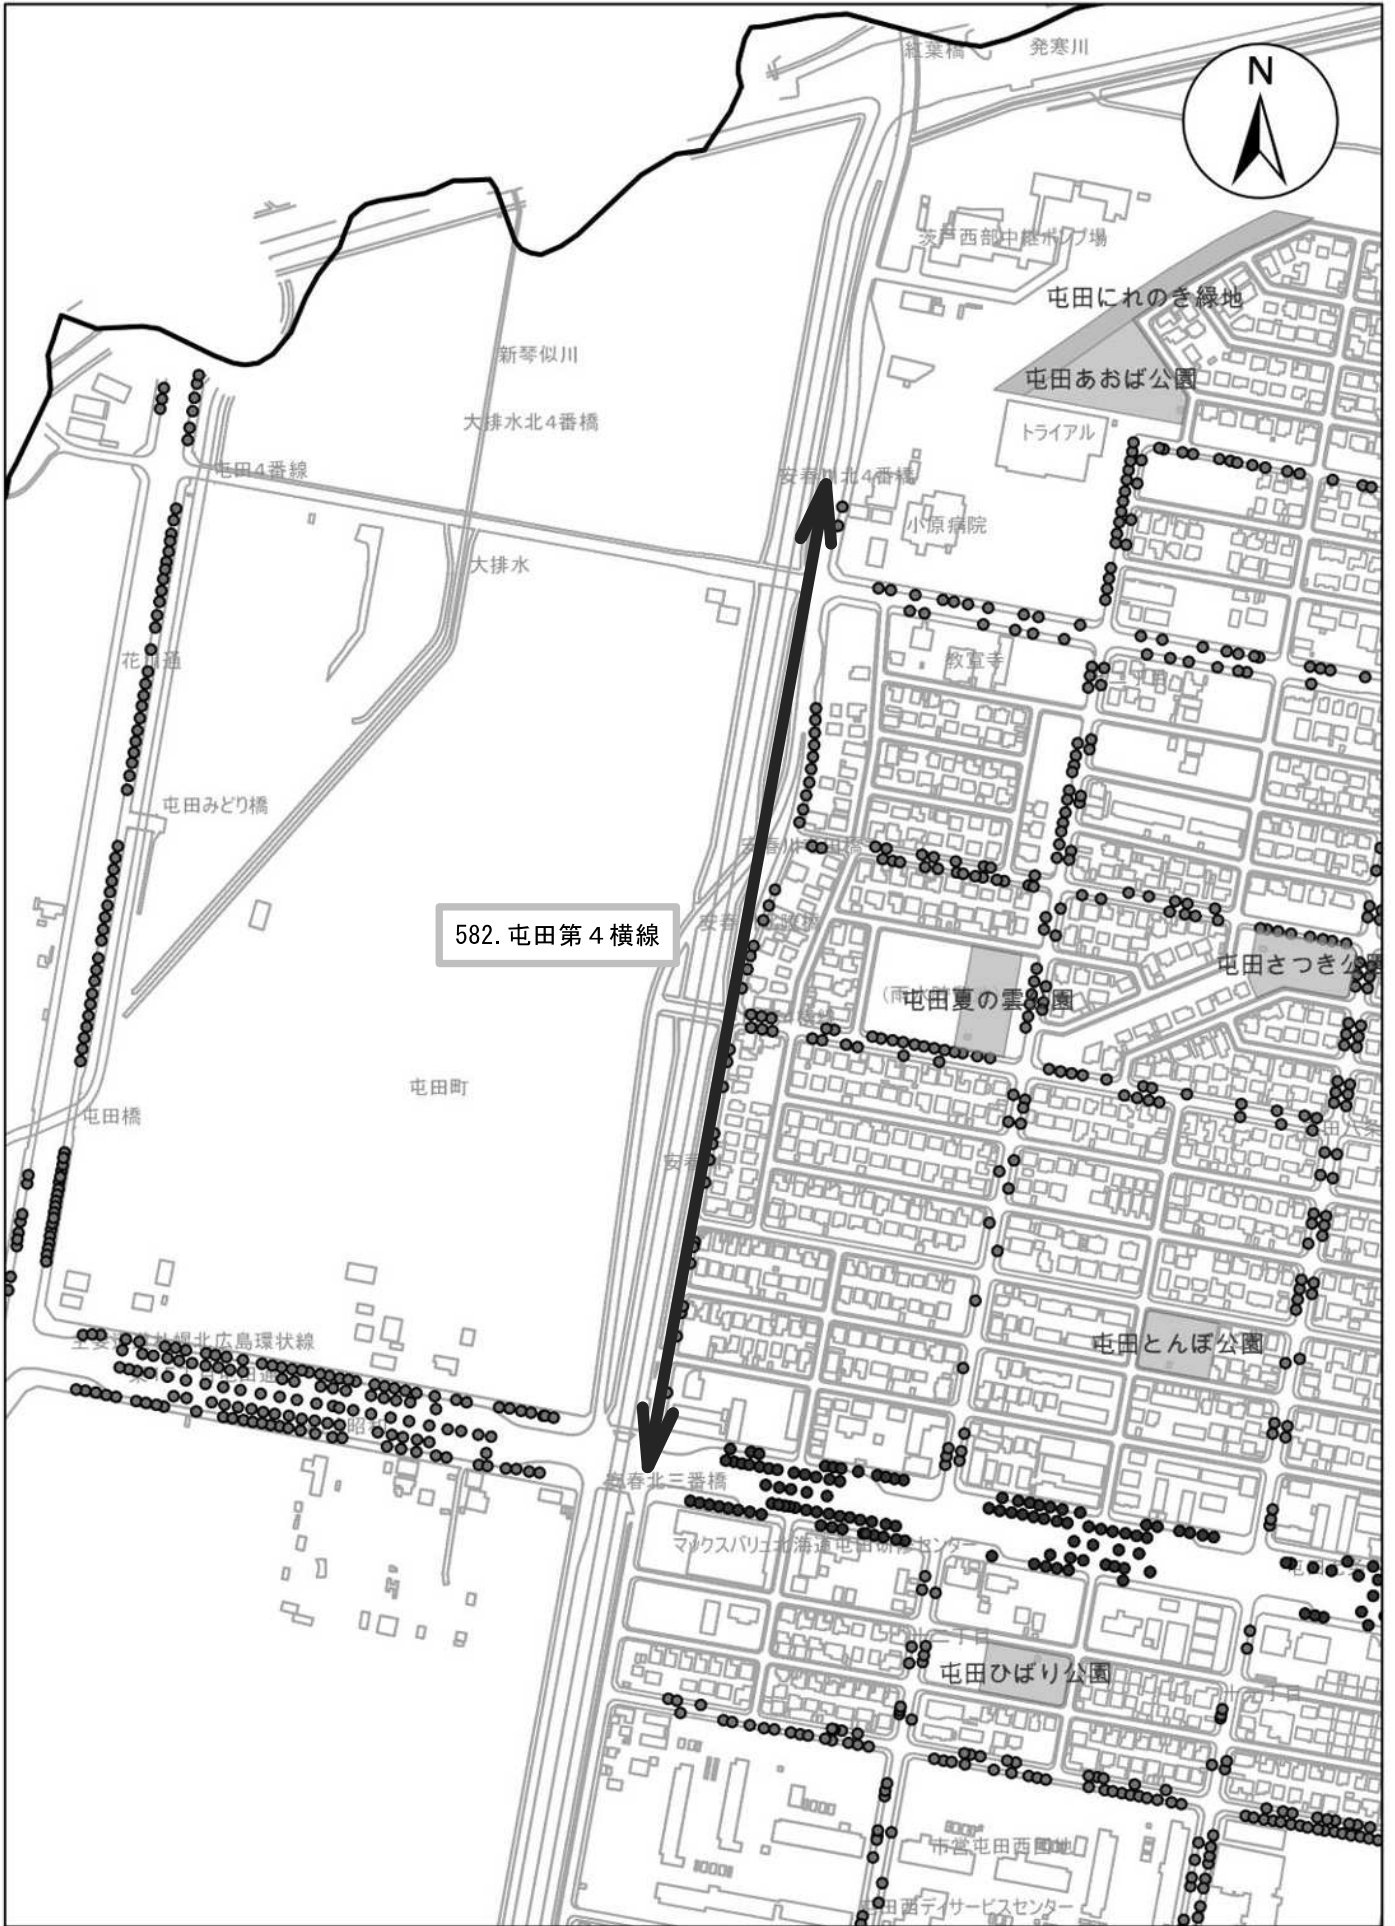 紅葉橋
発寒川
N
茨戸西部中継ポンプ場
屯田にれのき緑地
新琴似川
屯田あおば公園
大排水北4番橋
トライアル
屯田4番線
安春川北4番橋
小原病院
大排水
花川通
教宣寺
屯田みどり橋
582.屯田第４横線
屯田さつき公園
屯田夏の雲公園
屯田町
屯田橋
屯田とんぼ公園
安春北三番橋
マックスバリュ北海道屯田研修センター
十二丁目
屯田ひばり公園
市営屯田西団地
屯田西デイサービスセンター